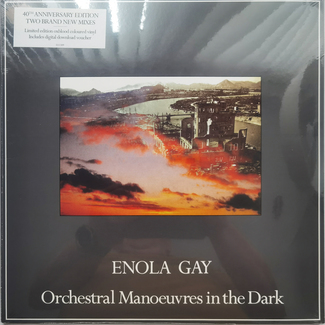 40TH ANNIVERSARY EDITION
TWO BRAND NEW MIXES
Limited edition oddioid coloured vinyl
Includes digital download voucher
ENOLA GAY
Orchestral Manoeuvres in the Dark